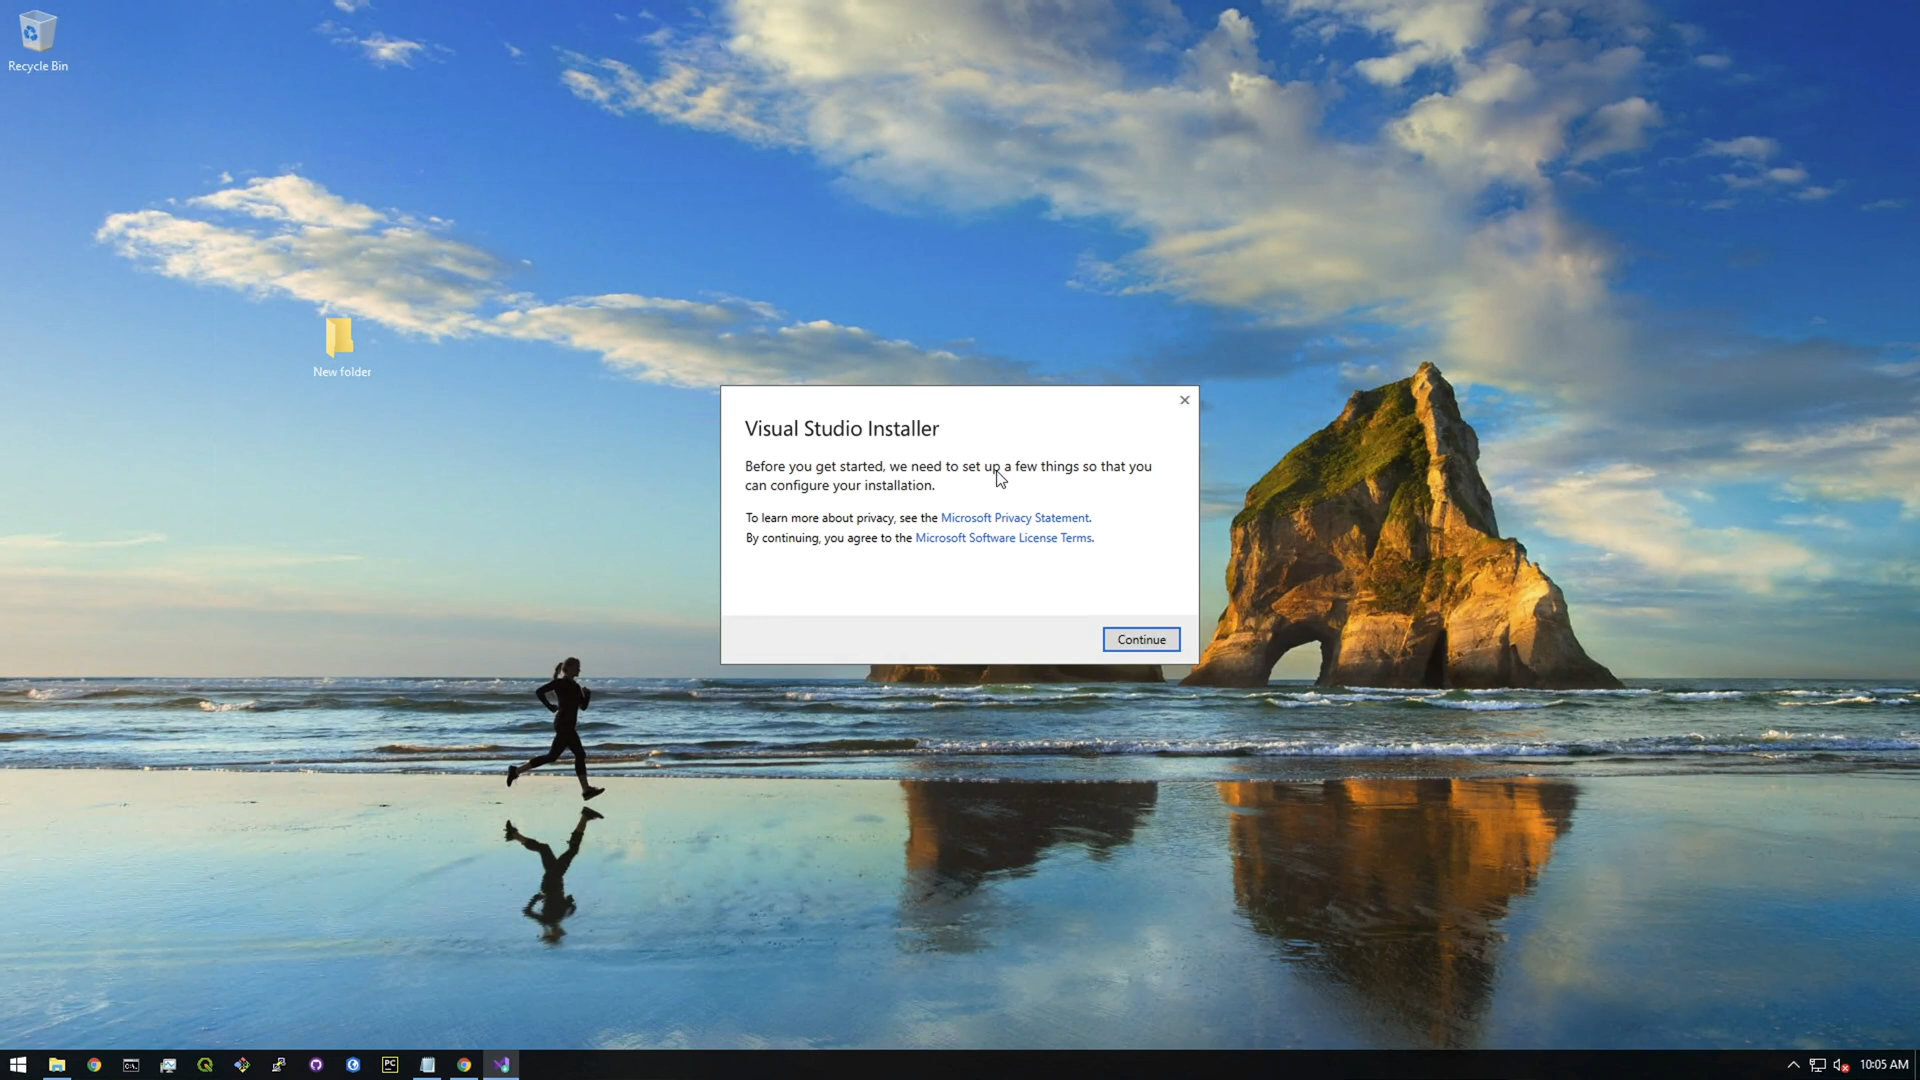 Recycle Bin
New folder
Visual Studio Installer
Before you get started, we need to set up a few things so that you
can configure your installation.
To learn more about privacy, see the Microsoft Privacy Statement.
By continuing, you agree to the Microsoft Software License Terms.
Continue
C:\.
PC
10:05 AM